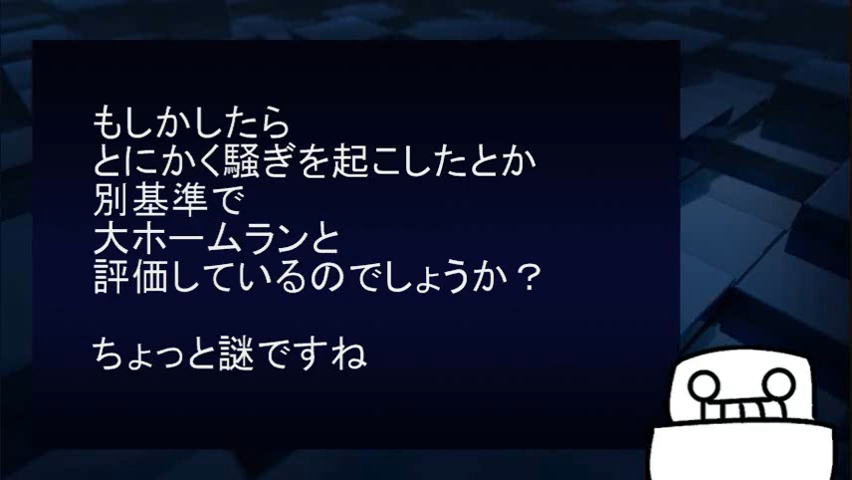 もしかしたら
とにかく騒ぎを起こしたとか
別基準で
大ホームランと
評価しているのでしょうか？
ちょっと謎ですね